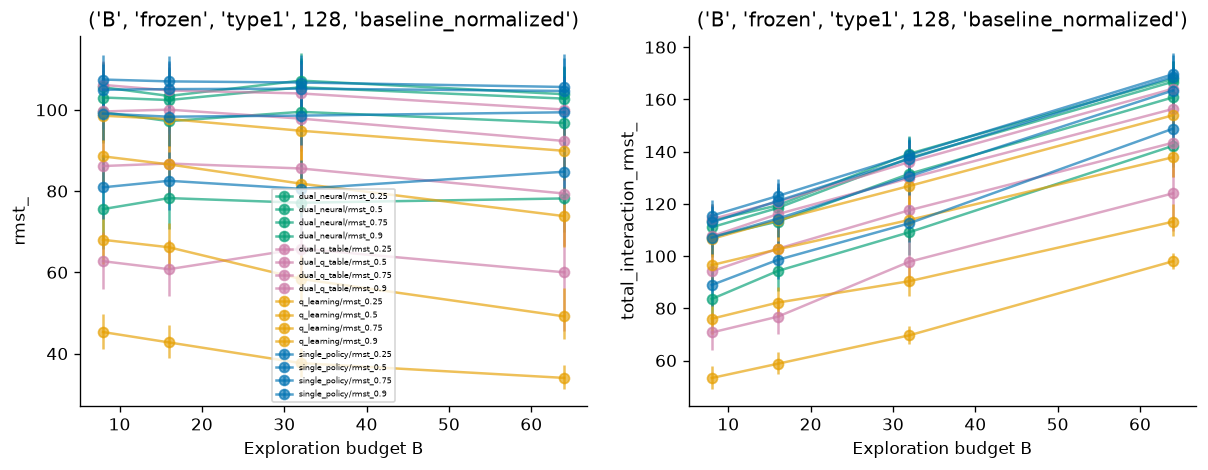 ('B', 'frozen', 'type1', 128, 'baseline_normalized')
rmst_
100
80
60
40
dual_neural/rmst_0.25
dual_neural/rmst_0.5
dual_neural/rmst_0.75
dual_neural/rmst_0.9
dual_q_table/rmst_0.25
dual_q_table/rmst_0.5
dual_q_table/rmst_0.75
dual_q_table/rmst_0.9
q_learning/rmst_0.25
q_learning/rmst_0.5
q_learning/rmst_0.75
q_learning/rmst_0.9
single_policy/rmst_0.25
single_policy/rmst_0.5
single_policy/rmst_0.75
single_policy/rmst_0.9
10 20 30 40 50 60
Exploration budget B
('B', 'frozen', 'type1', 128, 'baseline_normalized')
total_interaction_rmst_
180
160
140
120
100
80
60
10 20 30 40 50 60
Exploration budget B